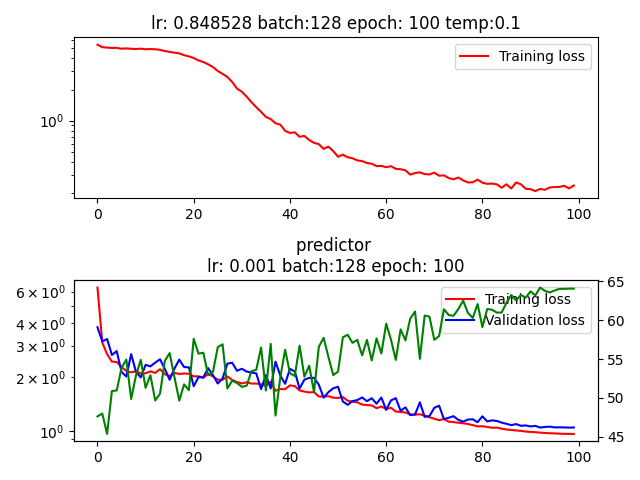 lr: 0.848528 batch:128 epoch: 100 temp:0.1
Training loss
10⁰
0 20 40 60 80 100
predictor
lr: 0.001 batch:128 epoch: 100
Training loss
Validation loss
6 × 10⁰
4 × 10⁰
3 × 10⁰
2 × 10⁰
10⁰
65
60
55
50
45
0 20 40 60 80 100